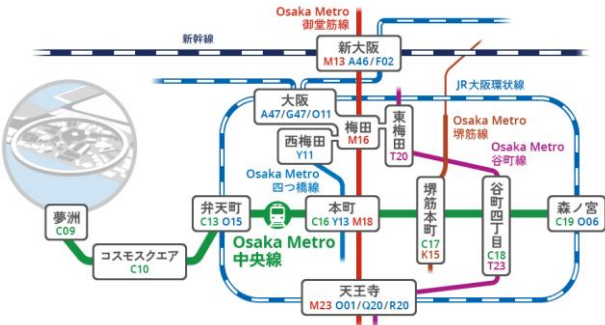 Osaka Metro
御堂筋線
新幹線
新大阪
M13 A46/F02
JR大阪環状線
大阪
A47/G47/O11
梅田
M16
東梅田
T20
西梅田
Y11
Osaka Metro
堺筋線
Osaka Metro
谷町線
Osaka Metro
四つ橋線
夢洲
C09
コスモスクエア
C10
弁天町
C13 O15
Osaka Metro
中央線
本町
C16 Y13 M18
堺筋本町
C17
K15
谷町四丁目
C18
T23
森ノ宮
C19 O06
天王寺
M23 O01/Q20/R20